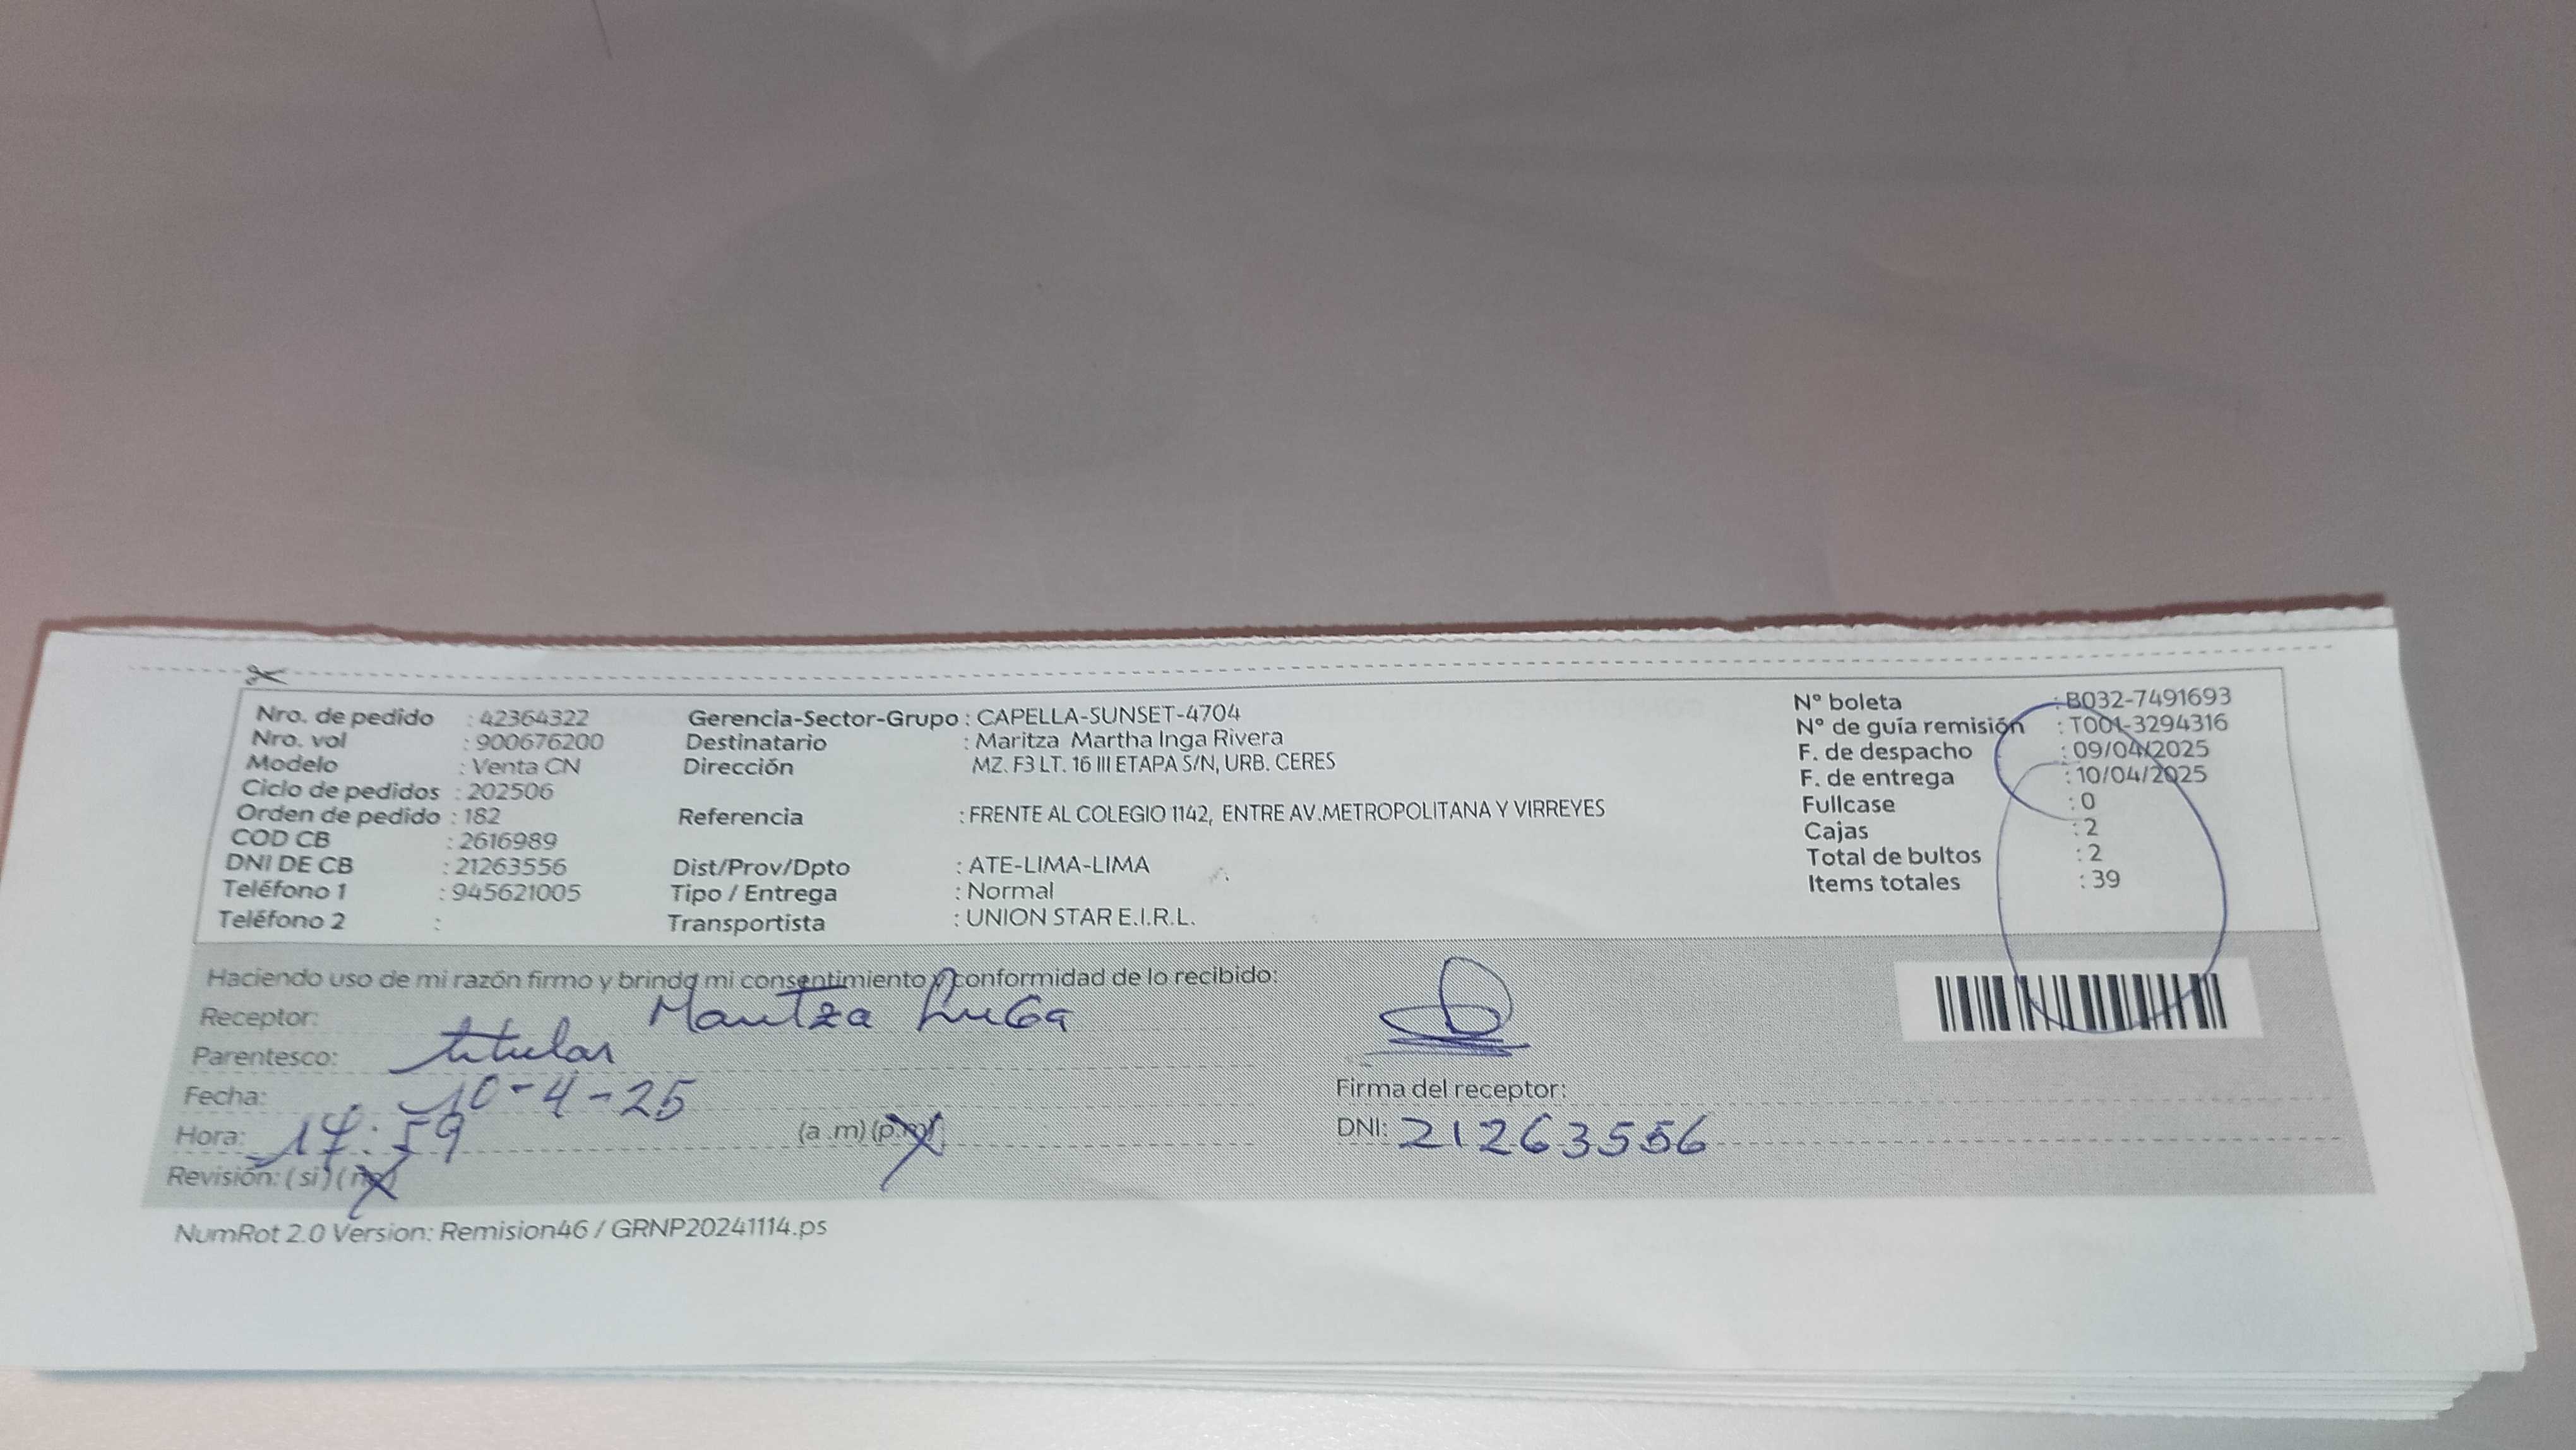 Nro. de pedido : 42364322
Nro. vol : 900676200
Modelo : Venta CN
Ciclo de pedidos : 202506
Orden de pedido : 182
COD CB : 2616989
DNI DE CB : 21263556
Teléfono 1 : 945621005
Teléfono 2 :
Gerencia-Sector-Grupo : CAPELLA-SUNSET-4704
Destinatario : Maritza Martha Inga Rivera
Dirección MZ. F3 LT. 16 III ETAPA S/N, URB. CERES
Referencia : FRENTE AL COLEGIO 1142, ENTRE AV.METROPOLITANA Y VIRREYES
Dist/Prov/Dpto : ATE-LIMA-LIMA
Tipo / Entrega : Normal
Transportista : UNION STAR E.I.R.L.
Nº boleta : B032-7491693
Nº de guía remisión : T001-3294316
F. de despacho : 09/04/2025
F. de entrega : 10/04/2025
Fullcase : 0
Cajas : 2
Total de bultos : 2
Items totales : 39
Haciendo uso de mi razón firmo y brindo mi consentimiento y conformidad de lo recibido:
Receptor: Maritza
Parentesco: titular
Fecha: 10-4-25
Hora: 17:59 (a.m) (p.m)
Revisión: (si) (no)
Firma del receptor:
DNI: 21263556
NumRot 2.0 Version: Remision46 / GRNP20241114.ps